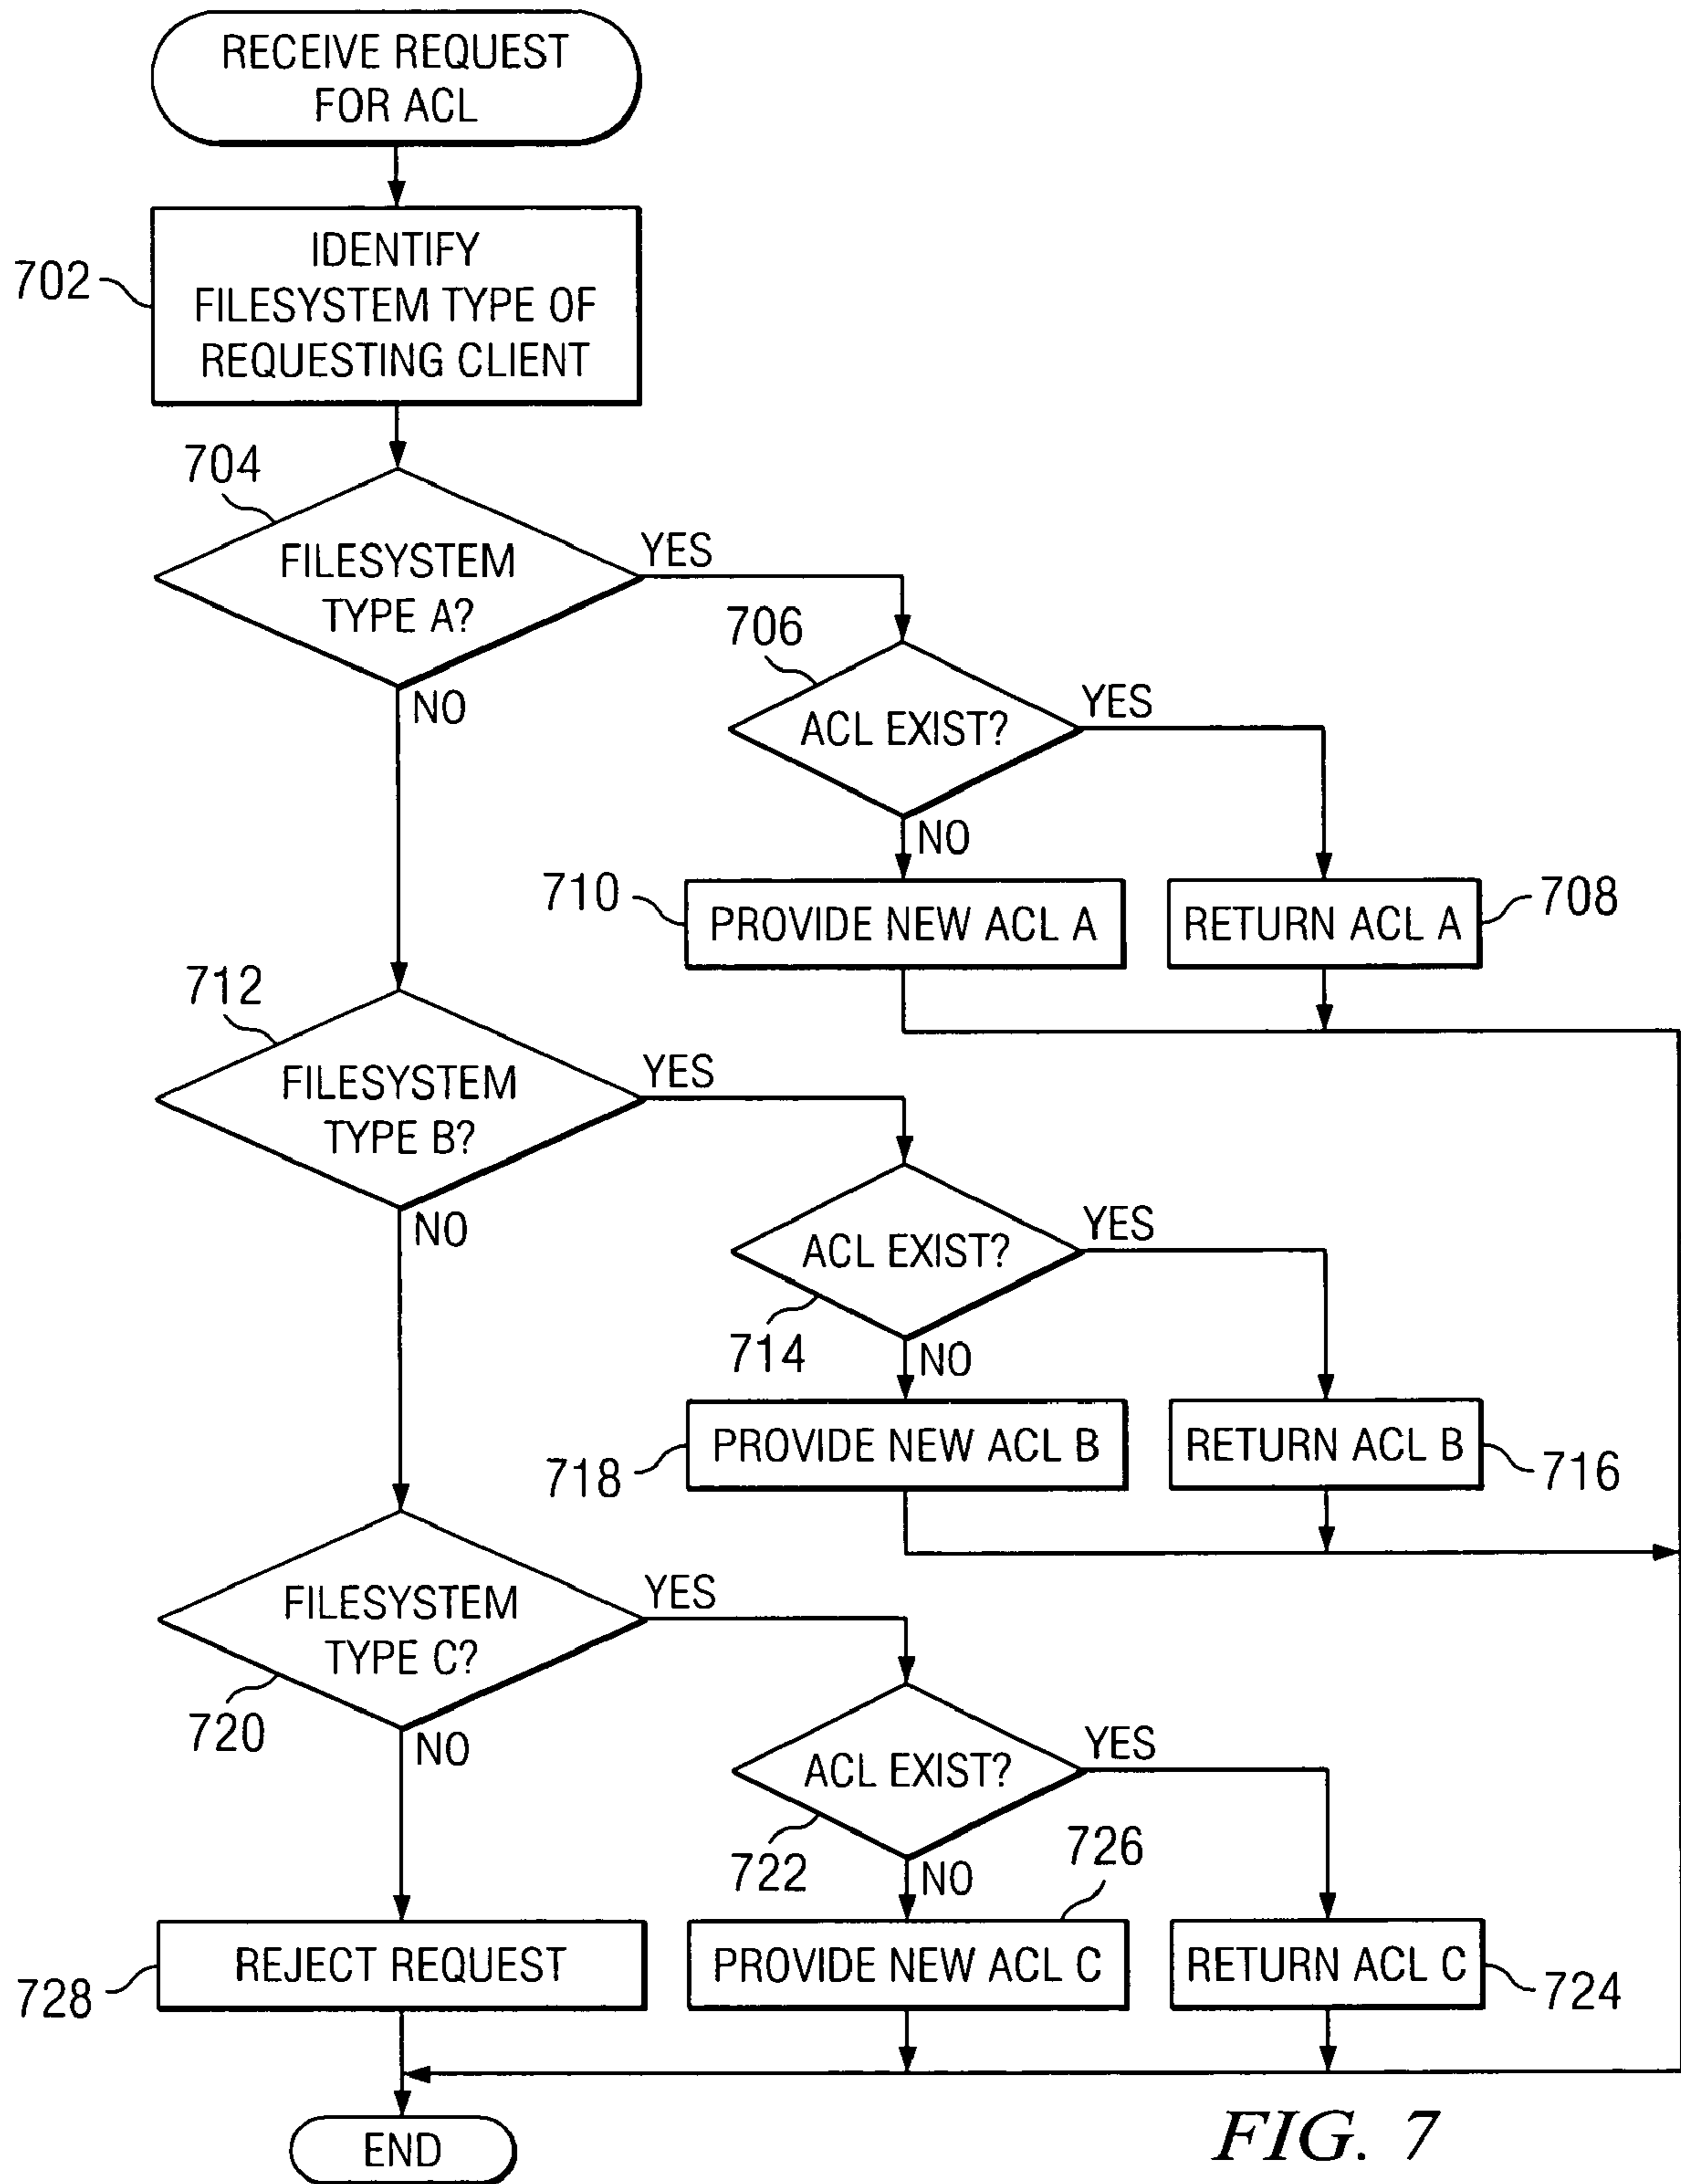 RECEIVE REQUEST
FOR ACL
IDENTIFY
FILESYSTEM TYPE OF
REQUESTING CLIENT
702
704
FILESYSTEM
TYPE A?
YES
NO
706
ACL EXIST?
YES
NO
710
PROVIDE NEW ACL A
RETURN ACL A
708
712
FILESYSTEM
TYPE B?
YES
NO
ACL EXIST?
YES
714
NO
718
PROVIDE NEW ACL B
RETURN ACL B
716
FILESYSTEM
TYPE C?
YES
720
NO
ACL EXIST?
YES
722
NO
726
728
REJECT REQUEST
PROVIDE NEW ACL C
RETURN ACL C
724
END
FIG. 7